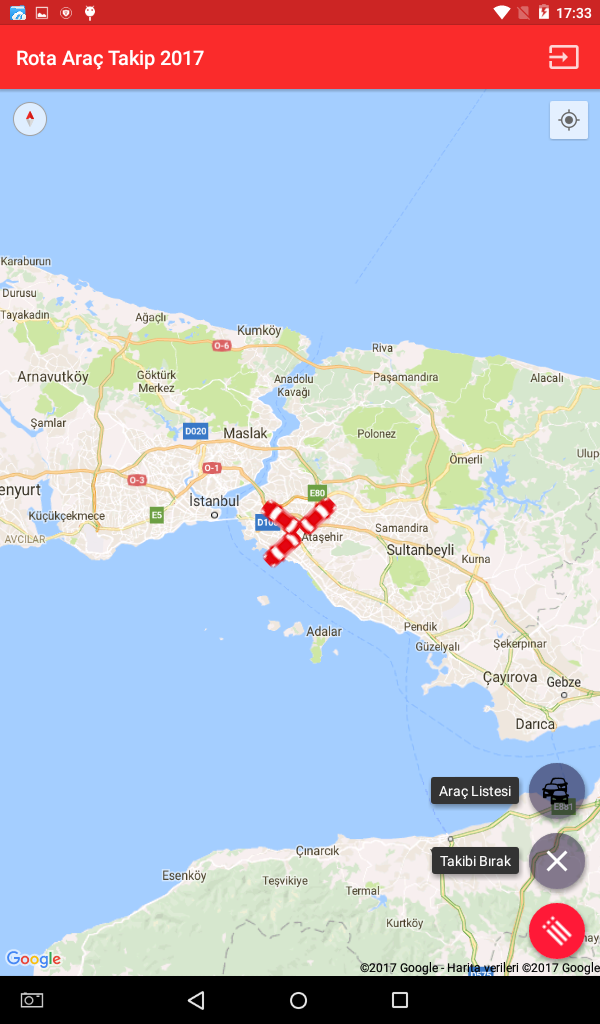 17:33
Rota Araç Takip 2017
Karaburun
Durusu
Tayakadın
Ağaçlı
Kumköy
O-6
Riva
Arnavutköy
Göktürk
Merkez
Anadolu
Kavağı
Paşamandıra
Alacalı
Şamlar
D020
Maslak
Polonez
Ömerli
Ulup
O-3
O-1
enyurt
İstanbul
E80
Küçükçekmece
E5
D100
Samandıra
AVCILAR
Ataşehir
Sultanbeyli
Kurna
Adalar
Pendik
Güzelyalı
Şekerpınar
Çayırova
Gebze
Darıca
Araç Listesi
E881
Çınarcık
Takibi Bırak
Esenköy
Teşvikiye
Termal
Kurtköy
Google
©2017 Google - Harita verileri ©2017 Google
D575